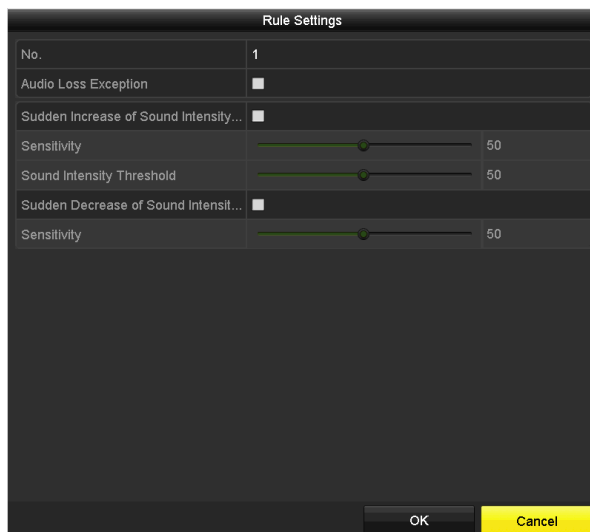 Rule Settings
No. 1
Audio Loss Exception
Sudden Increase of Sound Intensity...
Sensitivity 50
Sound Intensity Threshold 50
Sudden Decrease of Sound Intensit...
Sensitivity 50
OK Cancel